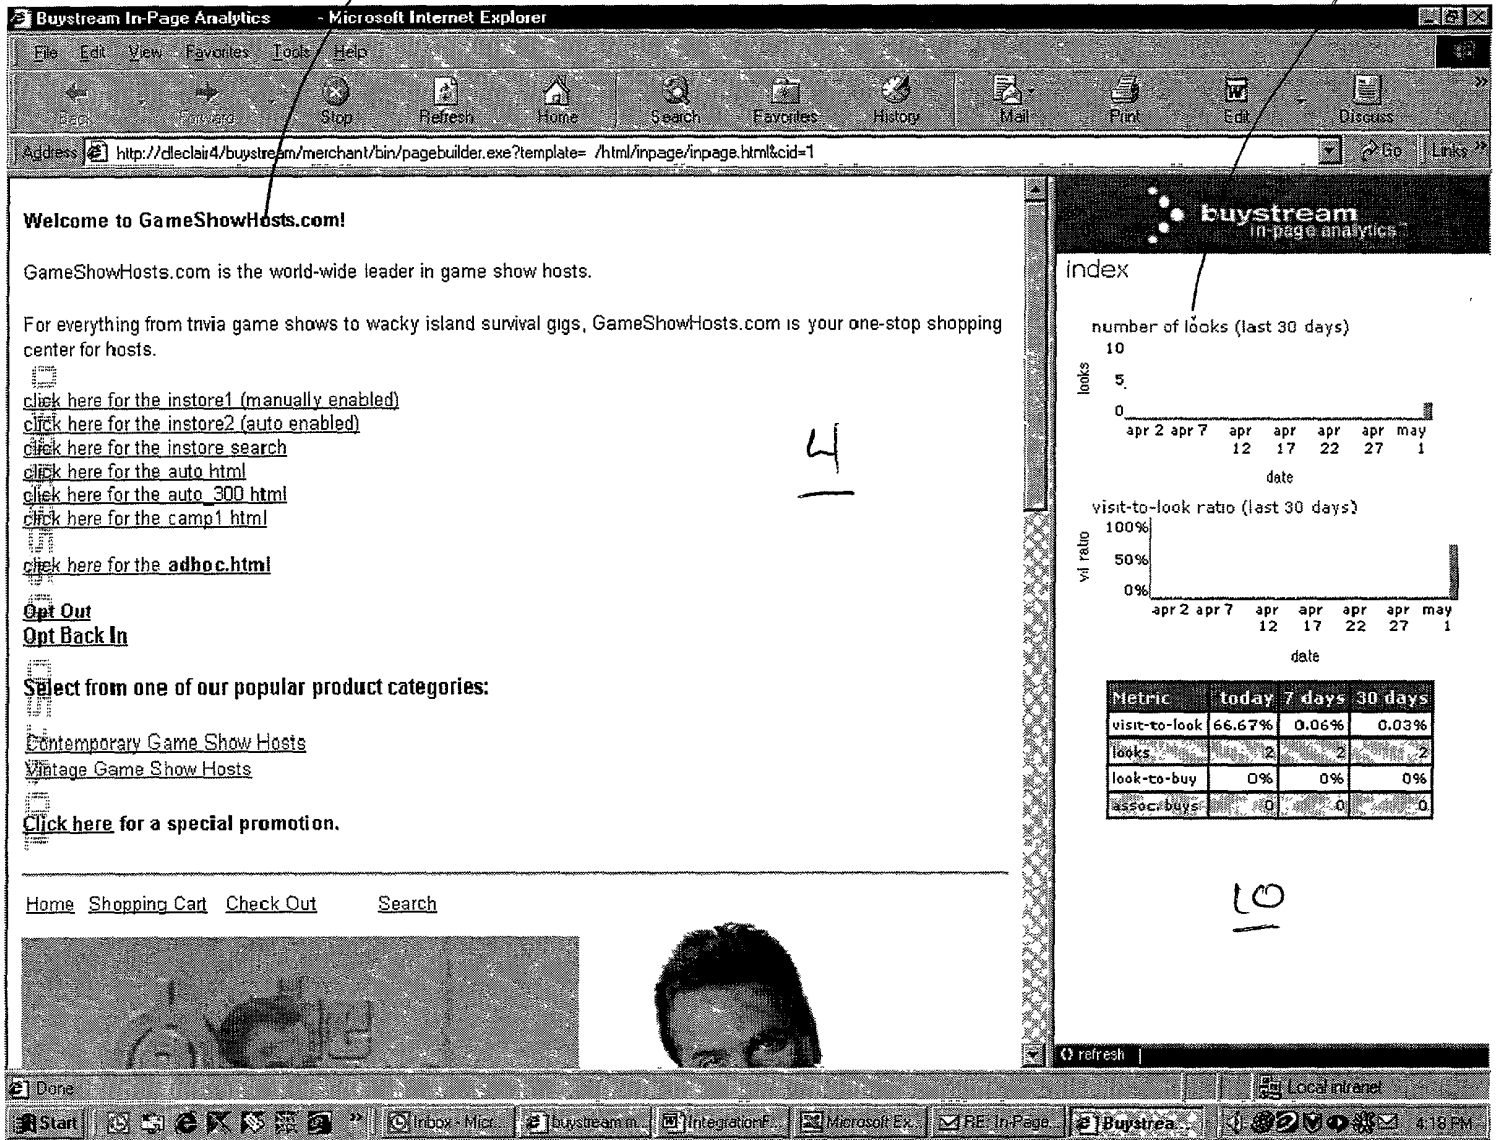 Buystream In-Page Analytics - Microsoft Internet Explorer
File Edit View Favorites Tools Help
Back Forward Stop Refresh Home Search Favorites History Mail Print Edit Discuss
Address http://dleclair4/buystream/merchant/bin/pagebuilder.exe?template= /html/inpage/inpage.html&cid=1 Go Links
Welcome to GameShowHosts.com!
GameShowHosts.com is the world-wide leader in game show hosts.
For everything from trivia game shows to wacky island survival gigs, GameShowHosts.com is your one-stop shopping
center for hosts.
click here for the instore1 (manually enabled)
click here for the instore2 (auto enabled)
click here for the instore search
click here for the auto html
click here for the auto_300 html
click here for the camp1 html
click here for the adhoc.html
Opt Out
Opt Back In
Select from one of our popular product categories:
Contemporary Game Show Hosts
Vintage Game Show Hosts
Click here for a special promotion.
Home Shopping Cart Check Out Search
4
buystream
in-page analytics
index
number of looks (last 30 days)
10
looks
5
0
apr 2 apr 7 apr 12 apr 17 apr 22 apr 27 may 1
date
visit-to-look ratio (last 30 days)
100%
vtl ratio
50%
0%
apr 2 apr 7 apr 12 apr 17 apr 22 apr 27 may 1
date
Metric today 7 days 30 days
visit-to-look 66.67% 0.06% 0.03%
looks 2 2 2
look-to-buy 0% 0% 0%
assoc. buys 0 0 0
10
refresh
Done Local intranet
Start Inbox - Micr... buystream m... IntegrationF... Microsoft Ex... RE: In-Page... Buystrea... 4:18 PM